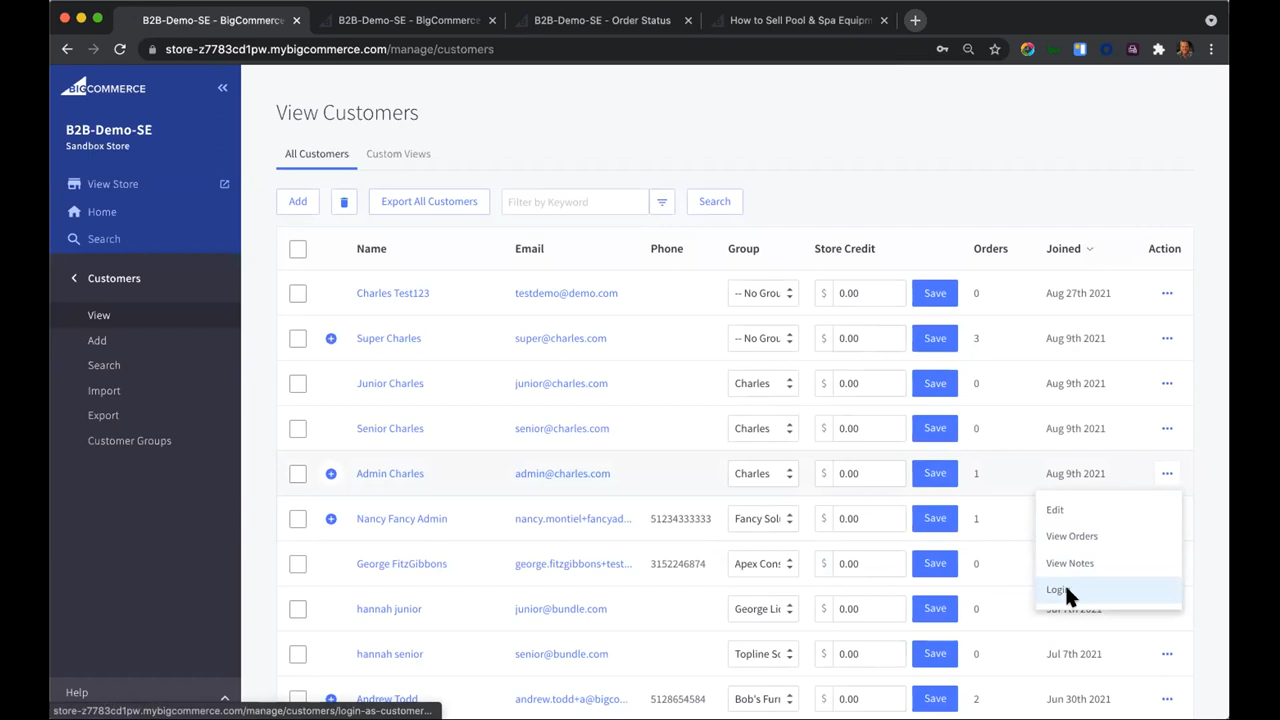 B2B-Demo-SE - BigCommerce
B2B-Demo-SE - BigCommerce
B2B-Demo-SE - Order Status
How to Sell Pool & Spa Equipm
store-z7783cd1pw.mybigcommerce.com/manage/customers
BIGCOMMERCE
B2B-Demo-SE
Sandbox Store
View Store
Home
Search
Customers
View
Add
Search
Import
Export
Customer Groups
Help
View Customers
All Customers
Custom Views
Add
Export All Customers
Filter by Keyword
Search
Name Email Phone Group Store Credit Orders Joined Action
Charles Test123 testdemo@demo.com -- No Grou $ 0.00 Save 0 Aug 27th 2021
Super Charles super@charles.com -- No Grou $ 0.00 Save 3 Aug 9th 2021
Junior Charles junior@charles.com Charles $ 0.00 Save 0 Aug 9th 2021
Senior Charles senior@charles.com Charles $ 0.00 Save 0 Aug 9th 2021
Admin Charles admin@charles.com Charles $ 0.00 Save 1 Aug 9th 2021
Nancy Fancy Admin nancy.montiel+fancyad... 51234333333 Fancy Sol $ 0.00 Save 1
George FitzGibbons george.fitzgibbons+test... 3152246874 Apex Cons $ 0.00 Save 0
hannah junior junior@bundle.com George Lic $ 0.00 Save 0
hannah senior senior@bundle.com Topline Sc $ 0.00 Save 0 Jul 7th 2021
Andrew Todd andrew.todd+a@bigco... 5128654584 Bob's Furn $ 0.00 Save 2 Jun 30th 2021
Edit
View Orders
View Notes
Login
store-z7783cd1pw.mybigcommerce.com/manage/customers/login-as-customer...